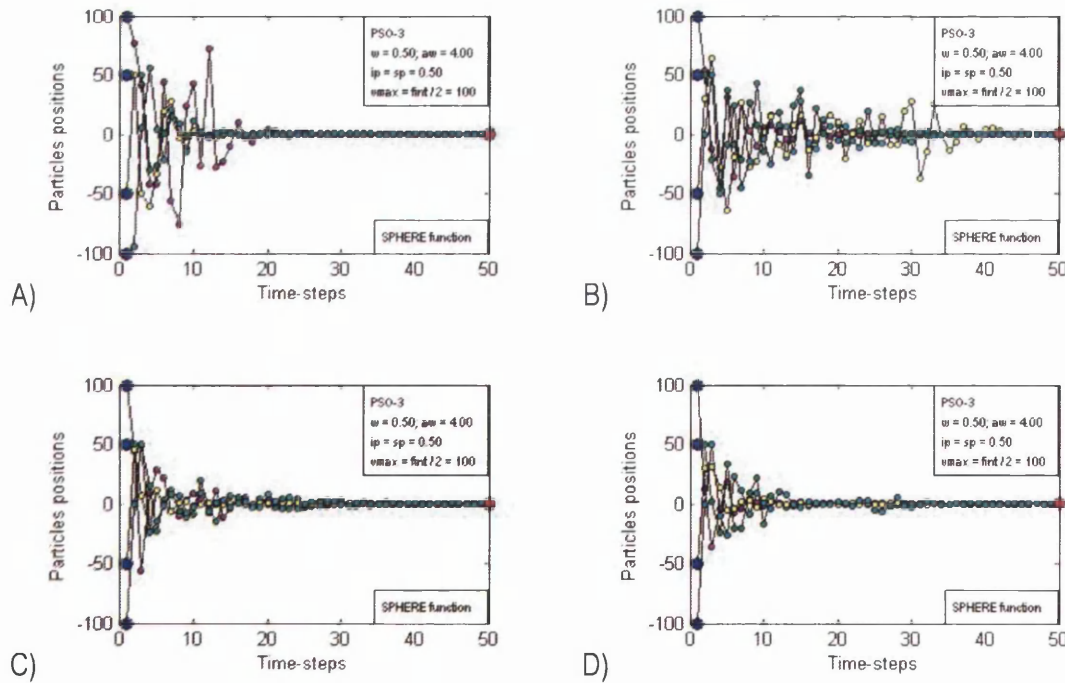 100
50
0
-50
-100
Particles positions
PSO-3
w = 0.50; aw = 4.00
ip = sp = 0.50
vmax = fint / 2 = 100
SPHERE function
0 10 20 30 40 50
Time-steps
A)
100
50
0
-50
-100
Particles positions
PSO-3
w = 0.50; aw = 4.00
ip = sp = 0.50
vmax = fint / 2 = 100
SPHERE function
0 10 20 30 40 50
Time-steps
B)
100
50
0
-50
-100
Particles positions
PSO-3
w = 0.50; aw = 4.00
ip = sp = 0.50
vmax = fint / 2 = 100
SPHERE function
0 10 20 30 40 50
Time-steps
C)
100
50
0
-50
-100
Particles positions
PSO-3
w = 0.50; aw = 4.00
ip = sp = 0.50
vmax = fint / 2 = 100
SPHERE function
0 10 20 30 40 50
Time-steps
D)